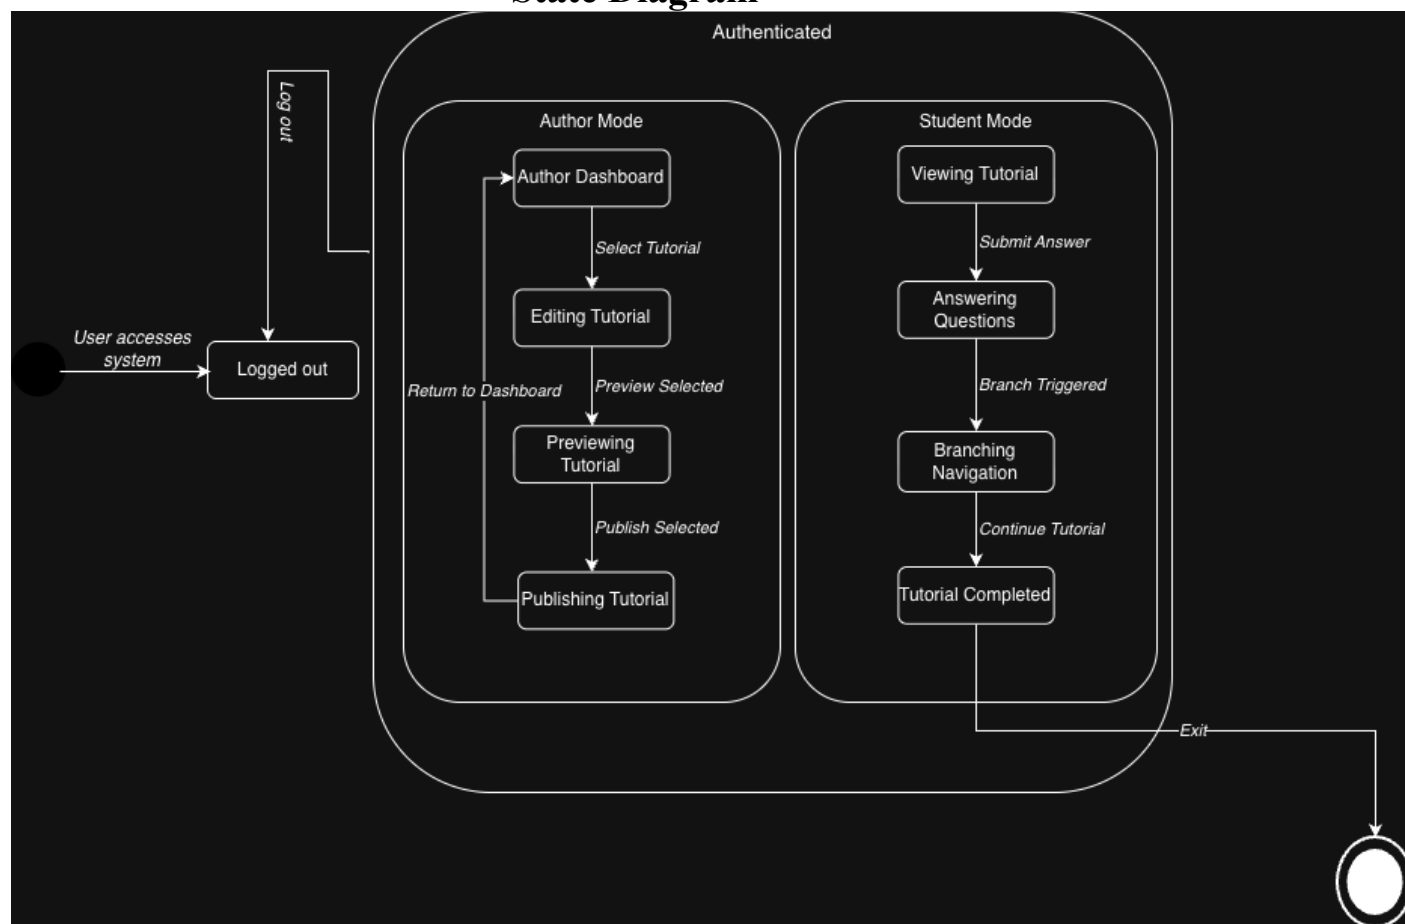 State Diagram
Authenticated
Log out
Author Mode
Student Mode
Author Dashboard
Viewing Tutorial
Select Tutorial
Submit Answer
Editing Tutorial
Answering
Questions
User accesses
system
Logged out
Return to Dashboard
Preview Selected
Branch Triggered
Previewing
Tutorial
Branching
Navigation
Publish Selected
Continue Tutorial
Publishing Tutorial
Tutorial Completed
Exit